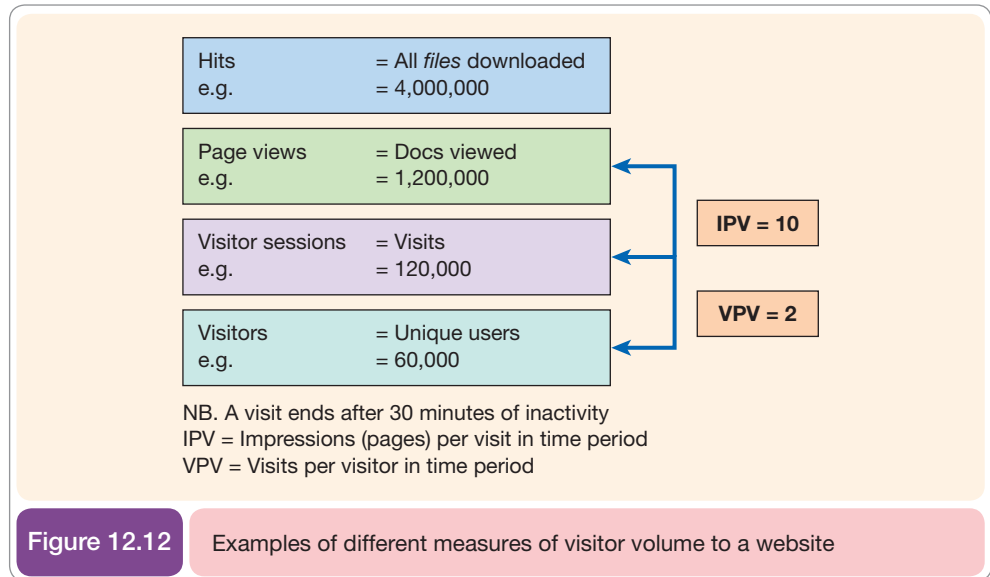 Hits = All files downloaded
e.g. = 4,000,000
Page views = Docs viewed
e.g. = 1,200,000
IPV = 10
Visitor sessions = Visits
e.g. = 120,000
VPV = 2
Visitors = Unique users
e.g. = 60,000
NB. A visit ends after 30 minutes of inactivity
IPV = Impressions (pages) per visit in time period
VPV = Visits per visitor in time period
Figure 12.12 Examples of different measures of visitor volume to a website